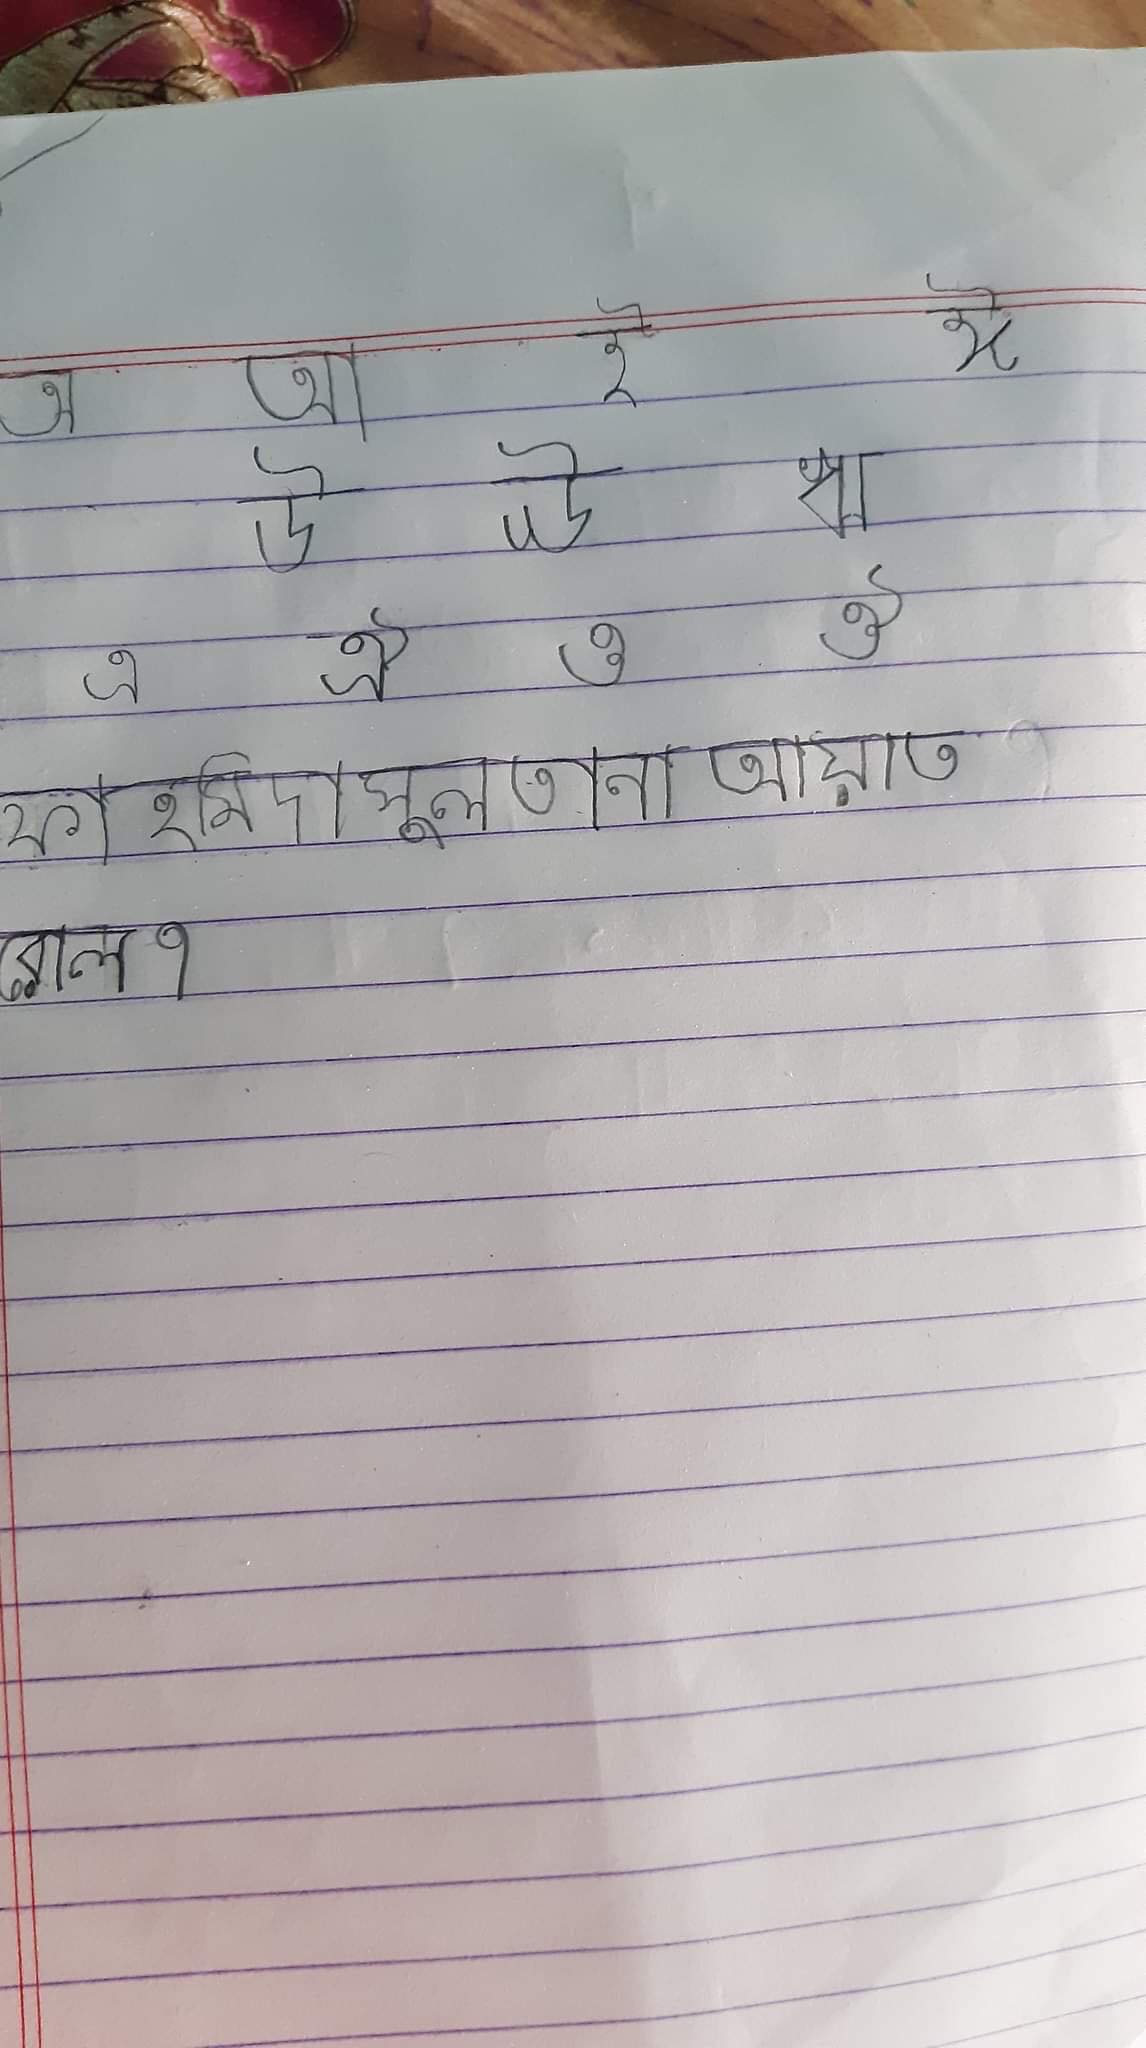 অ আ ই ঈ
উ ঊ ঋ
এ ঐ ও ঔ
ফাহমিদা সুলতানা আয়াত
রোল ৭